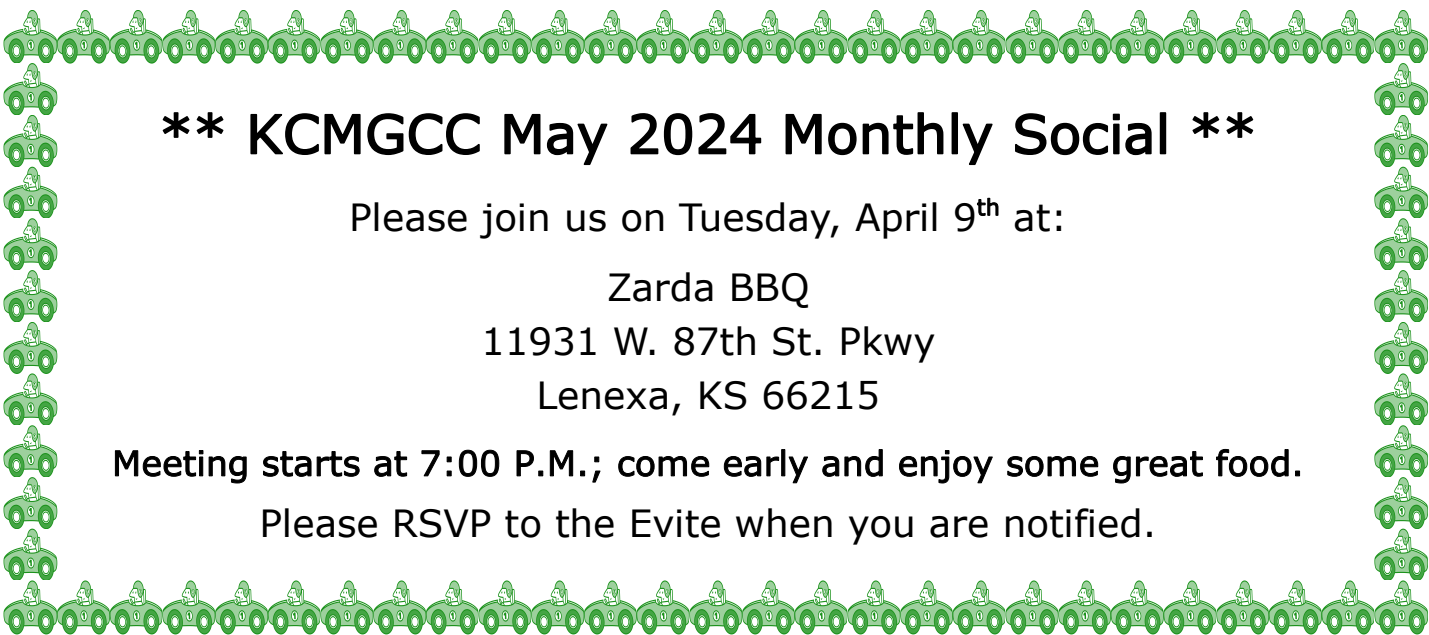 ** KCMGCC May 2024 Monthly Social **
Please join us on Tuesday, April 9th at:
Zarda BBQ
11931 W. 87th St. Pkwy
Lenexa, KS 66215
Meeting starts at 7:00 P.M.; come early and enjoy some great food.
Please RSVP to the Evite when you are notified.